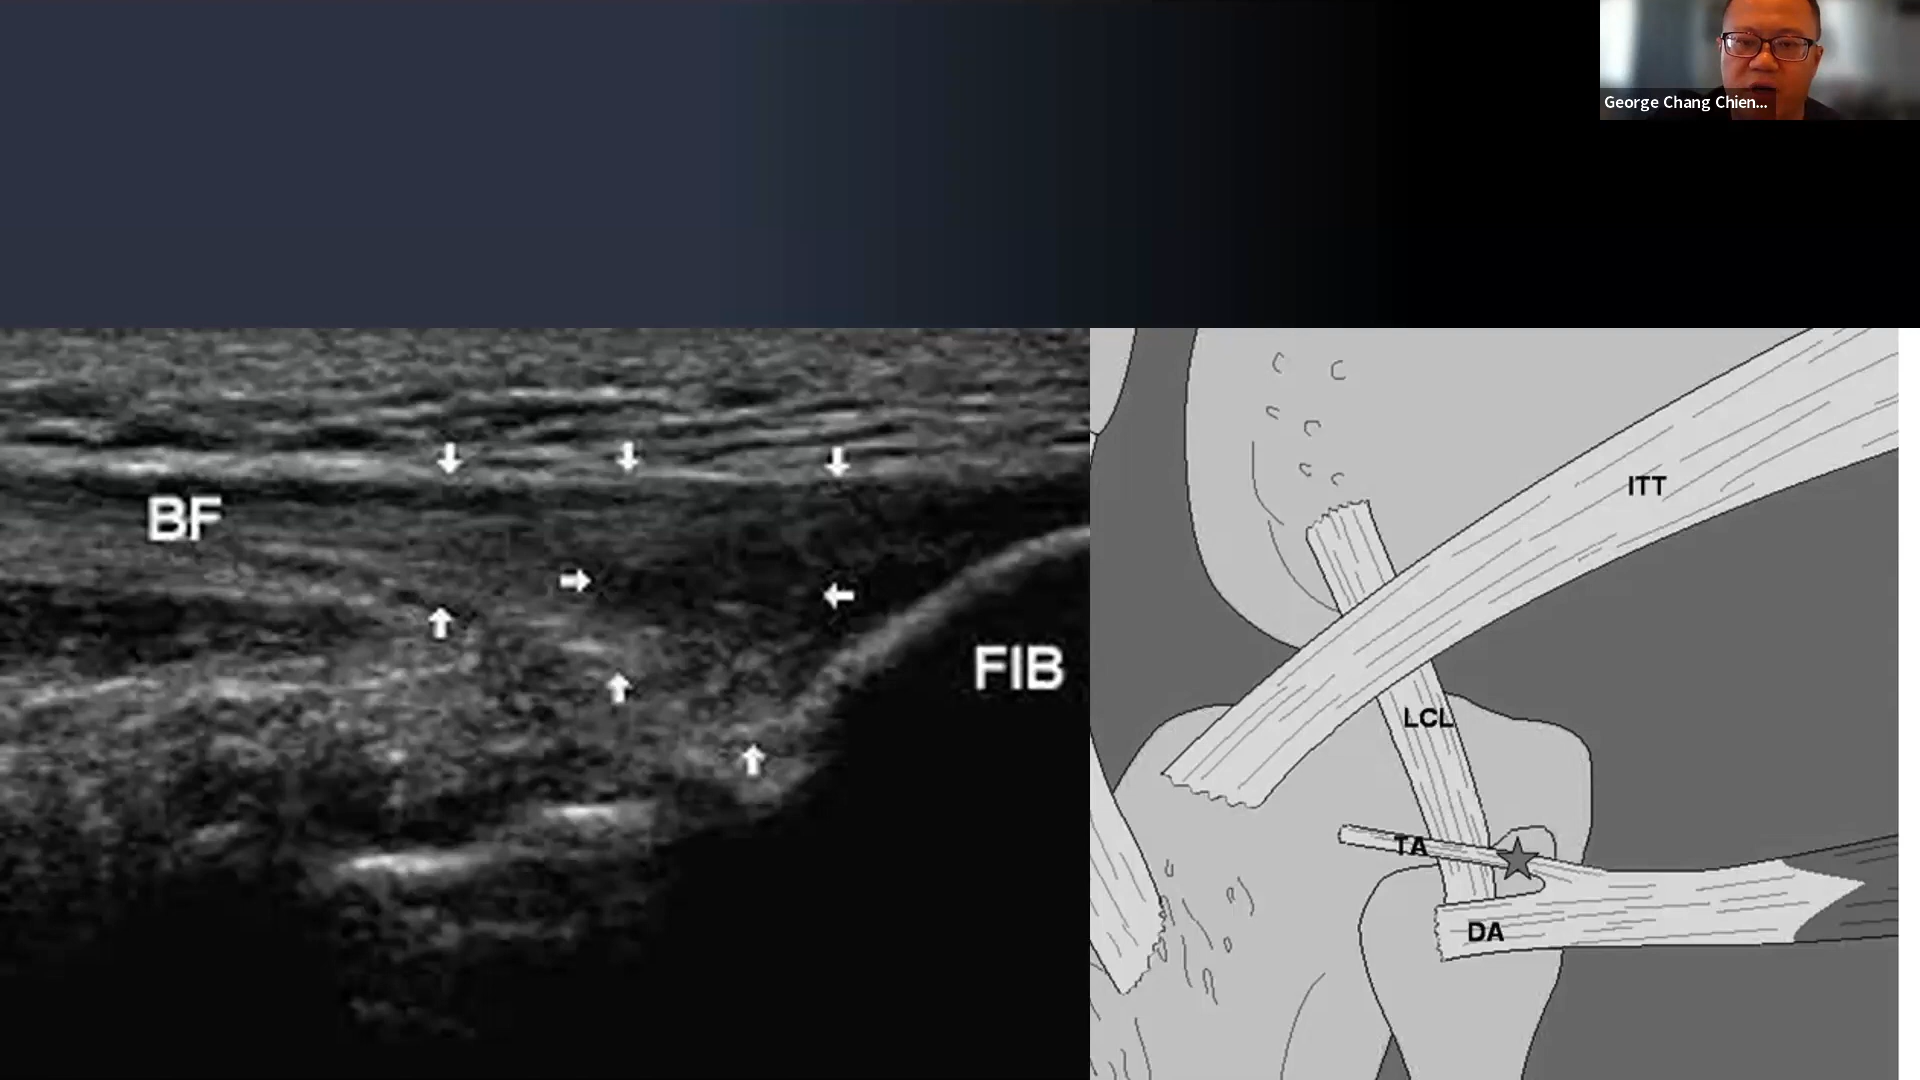 George Chang Chien...
BF
FIB
ITT
LCL
TA
DA